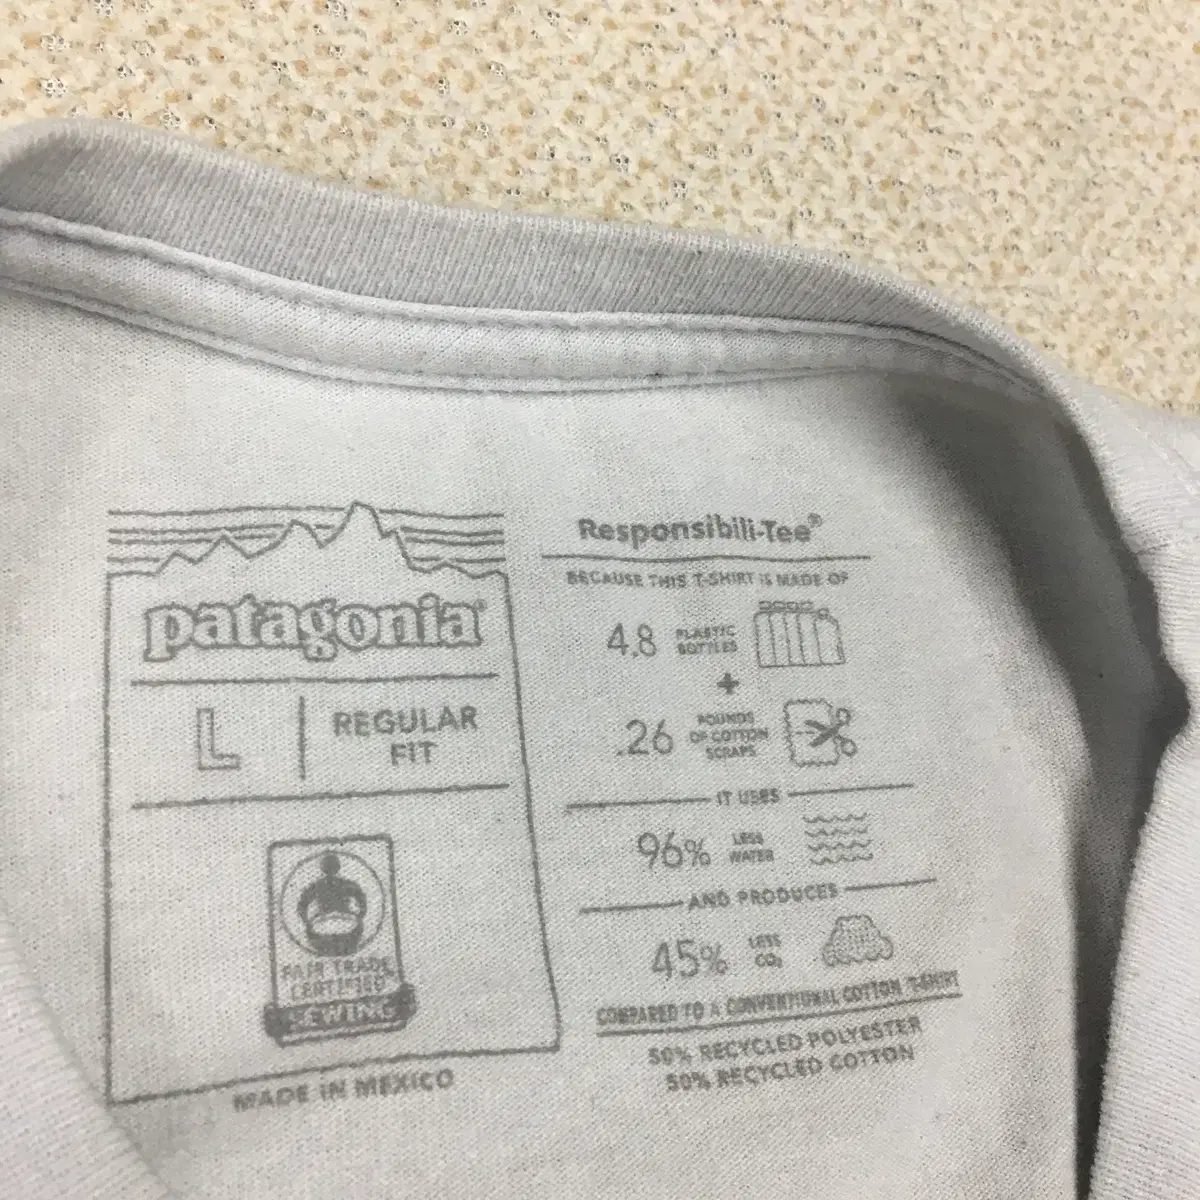 patagonia®
L
REGULAR
FIT
FAIR TRADE
CERTIFIED
SEWING
MADE IN MEXICO
Responsibili-Tee®
BECAUSE THIS T-SHIRT IS MADE OF
4.8 PLASTIC
BOTTLES
+
.26 POUNDS
OF COTTON
SCRAPS
IT USES
96% LESS
WATER
AND PRODUCES
45% LESS
CO₂
COMPARED TO A CONVENTIONAL COTTON T-SHIRT
50% RECYCLED POLYESTER
50% RECYCLED COTTON